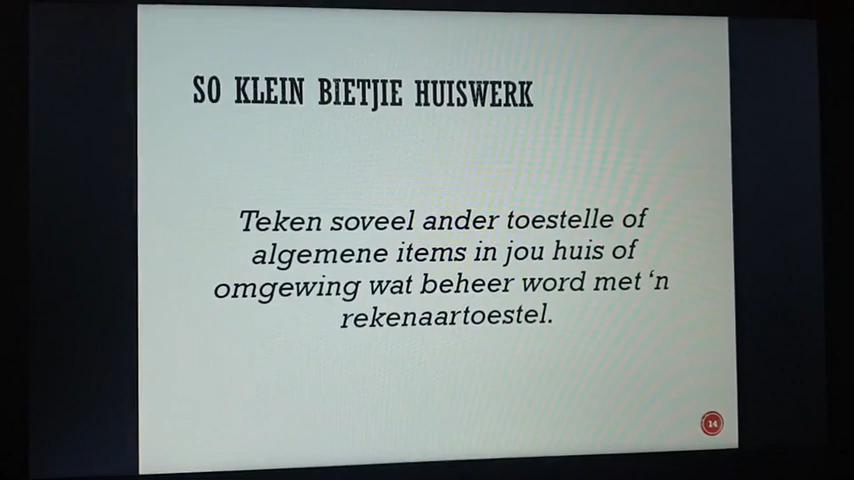 SO KLEIN BIETJIE HUISWERK
Teken soveel ander toestelle of
algemene items in jou huis of
omgewing wat beheer word met ‘n
rekenaartoestel.
14